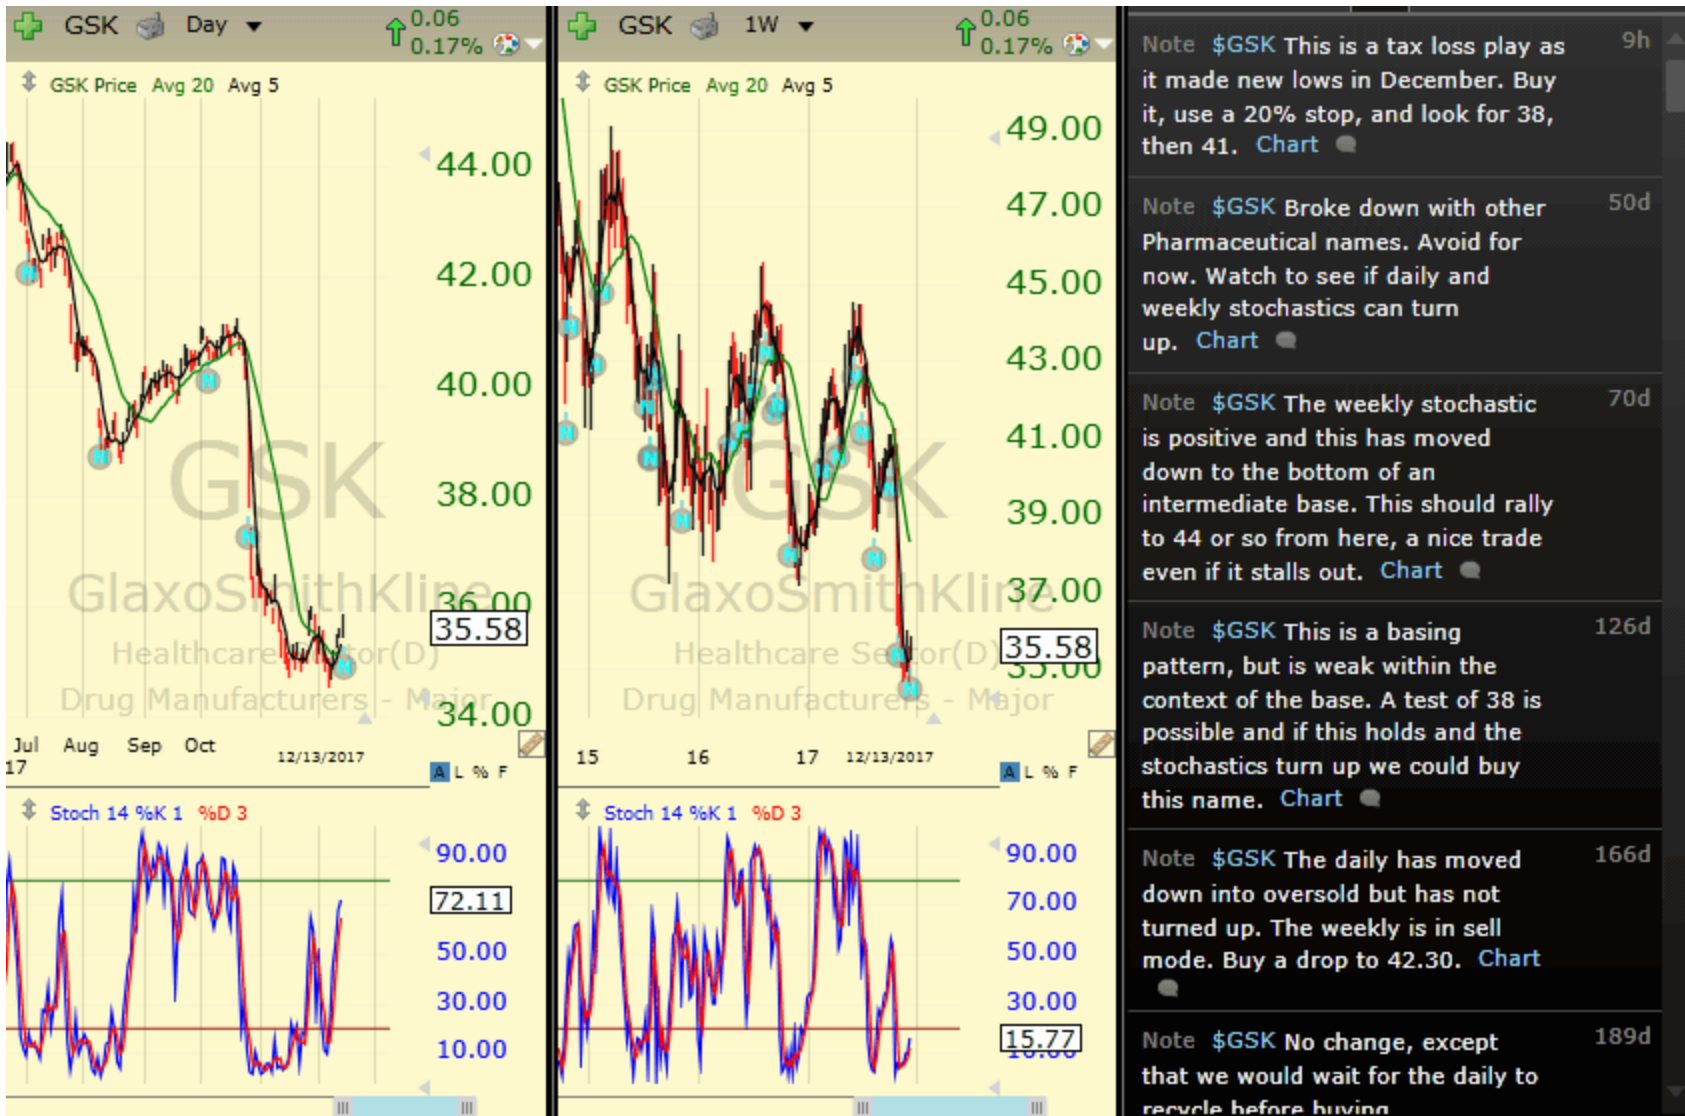 GSK Day 0.06
0.17%
GSK Price Avg 20 Avg 5
44.00
42.00
40.00
38.00
36.00
35.58
34.00
GSK
GlaxoSmithKline
Drug Manufacturers - Major
N
N
N
N
N
Jul Aug Sep Oct
17
12/13/2017
A L % F
Stoch 14 %K 1 %D 3
90.00
72.11
50.00
30.00
10.00
GSK 1W 0.06
0.17%
GSK Price Avg 20 Avg 5
49.00
47.00
45.00
43.00
41.00
39.00
37.00
35.58
35.00
GSK
GlaxoSmithKline
Healthcare Sector(D)
Drug Manufacturers - Major
15 16 17 12/13/2017
A L % F
Stoch 14 %K 1 %D 3
90.00
70.00
50.00
30.00
15.77
10.00
Note $GSK This is a tax loss play as 9h
it made new lows in December. Buy
it, use a 20% stop, and look for 38,
then 41. Chart
Note $GSK Broke down with other 50d
Pharmaceutical names. Avoid for
now. Watch to see if daily and
weekly stochastics can turn
up. Chart
Note $GSK The weekly stochastic 70d
is positive and this has moved
down to the bottom of an
intermediate base. This should rally
to 44 or so from here, a nice trade
even if it stalls out. Chart
Note $GSK This is a basing 126d
pattern, but is weak within the
context of the base. A test of 38 is
possible and if this holds and the
stochastics turn up we could buy
this name. Chart
Note $GSK The daily has moved 166d
down into oversold but has not
turned up. The weekly is in sell
mode. Buy a drop to 42.30. Chart
Note $GSK No change, except 189d
that we would wait for the daily to
recycle before buying